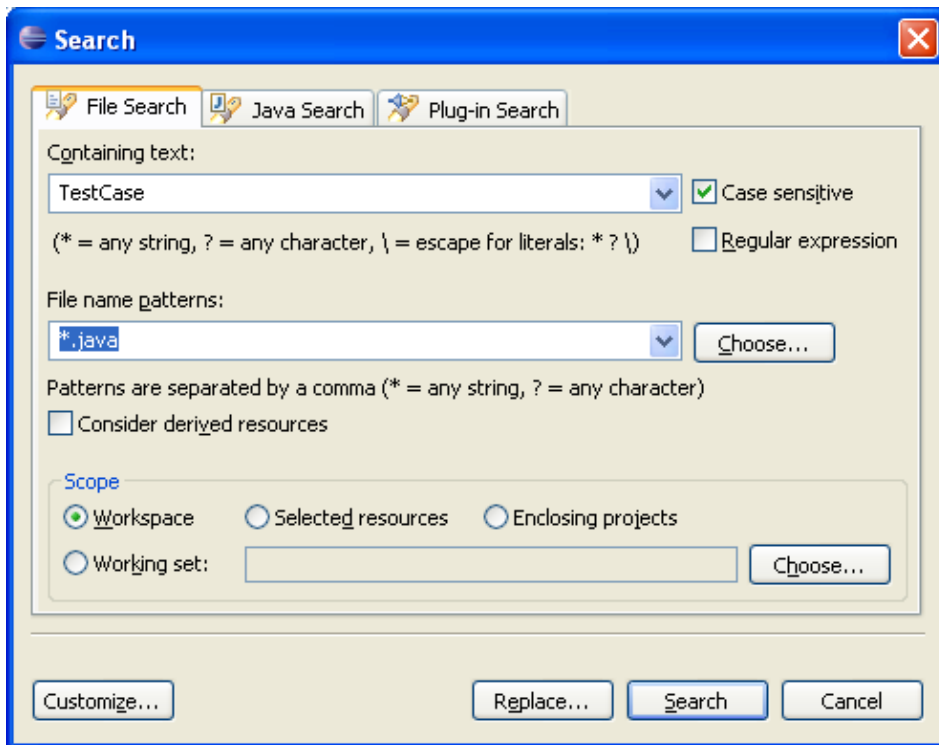 Search
File Search Java Search Plug-in Search
Containing text:
TestCase Case sensitive
(* = any string, ? = any character, \ = escape for literals: * ? \) Regular expression
File name patterns:
*.java Choose...
Patterns are separated by a comma (* = any string, ? = any character)
Consider derived resources
Scope
Workspace Selected resources Enclosing projects
Working set: Choose...
Customize... Replace... Search Cancel